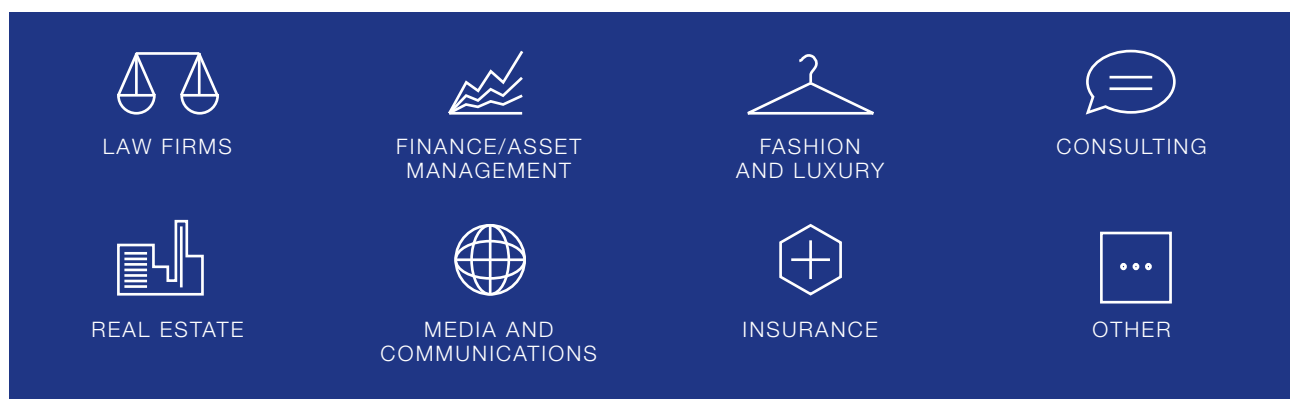 LAW FIRMS
FINANCE/ASSET
MANAGEMENT
FASHION
AND LUXURY
CONSULTING
REAL ESTATE
MEDIA AND
COMMUNICATIONS
INSURANCE
OTHER